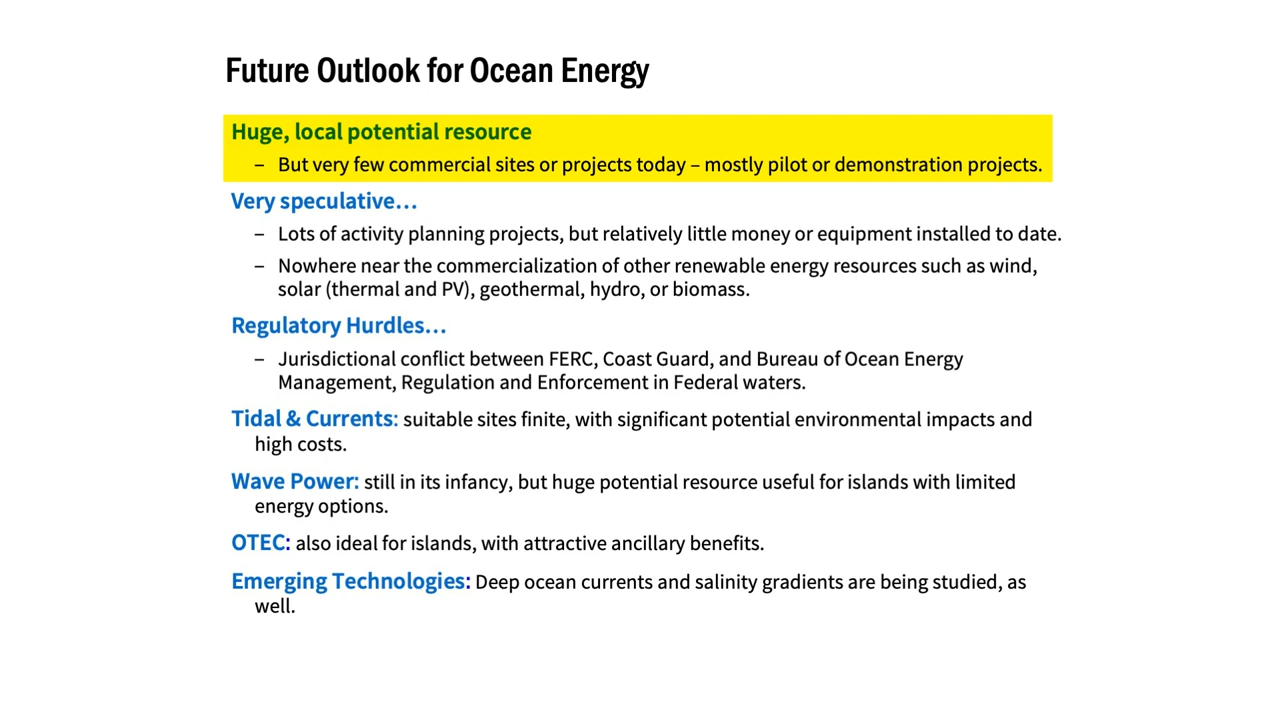 Future Outlook for Ocean Energy
Huge, local potential resource
– But very few commercial sites or projects today – mostly pilot or demonstration projects.
Very speculative…
– Lots of activity planning projects, but relatively little money or equipment installed to date.
– Nowhere near the commercialization of other renewable energy resources such as wind,
solar (thermal and PV), geothermal, hydro, or biomass.
Regulatory Hurdles…
– Jurisdictional conflict between FERC, Coast Guard, and Bureau of Ocean Energy
Management, Regulation and Enforcement in Federal waters.
Tidal & Currents: suitable sites finite, with significant potential environmental impacts and
high costs.
Wave Power: still in its infancy, but huge potential resource useful for islands with limited
energy options.
OTEC: also ideal for islands, with attractive ancillary benefits.
Emerging Technologies: Deep ocean currents and salinity gradients are being studied, as
well.